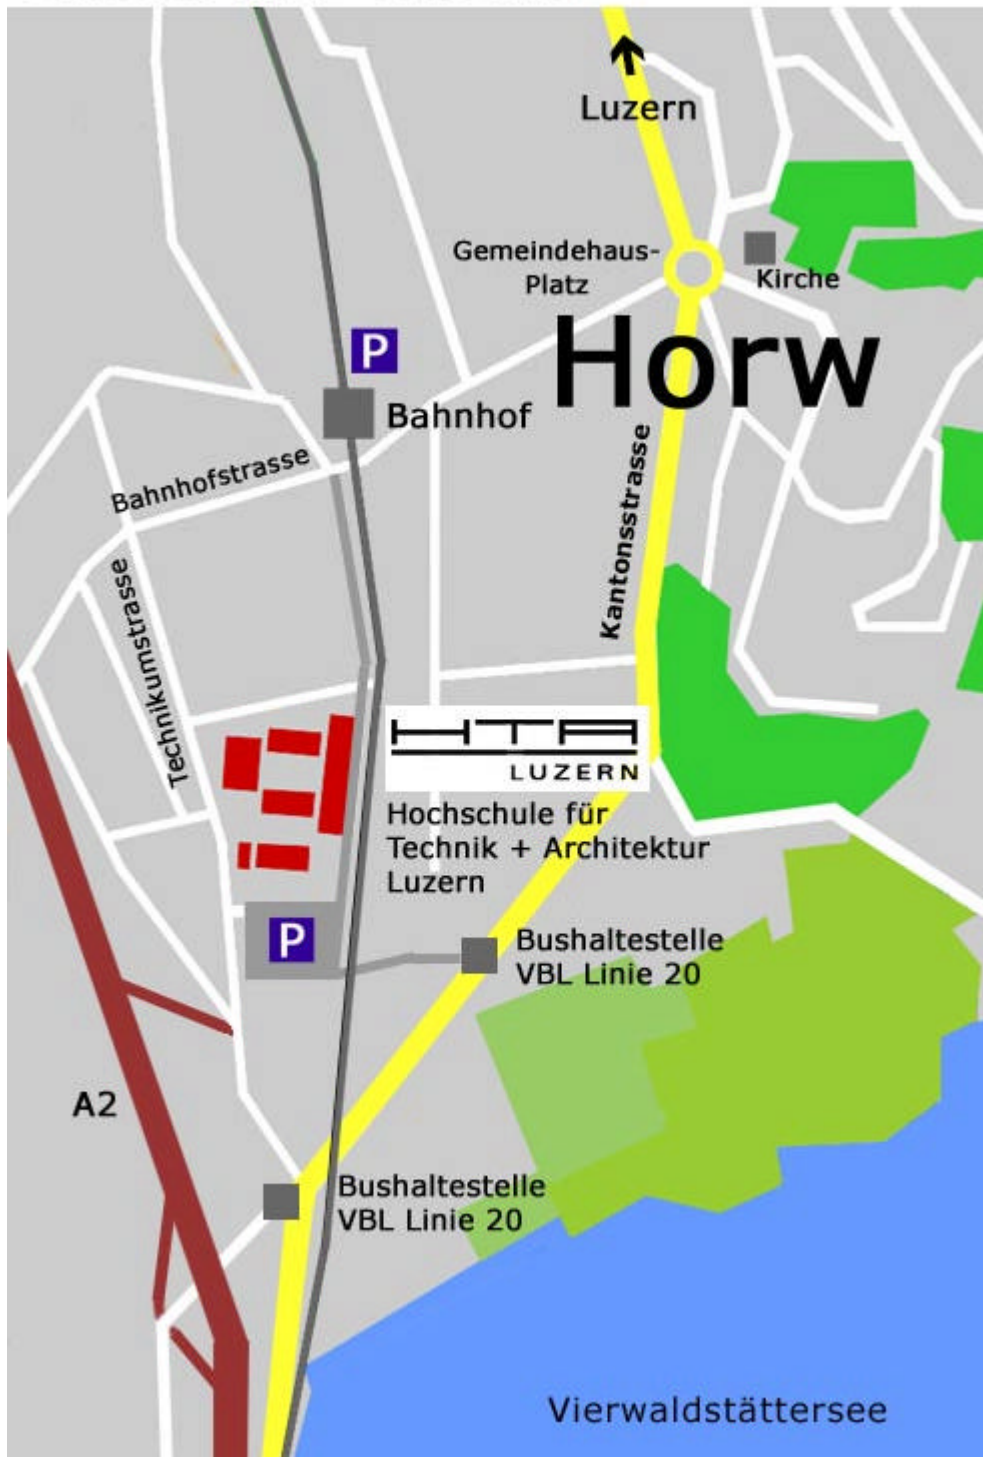 Luzern
Gemeindehaus-
Platz
Kirche
Horw
P
Bahnhof
Bahnhofstrasse
Kantonsstrasse
Technikumstrasse
HTA
LUZERN
Hochschule für
Technik + Architektur
Luzern
P
Bushaltestelle
VBL Linie 20
A2
Bushaltestelle
VBL Linie 20
Vierwaldstättersee